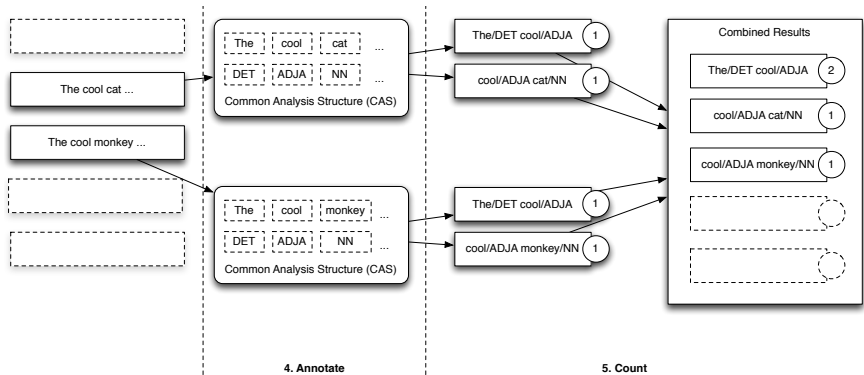 The cool cat ...
The cool monkey ...
The cool cat ...
DET ADJA NN ...
Common Analysis Structure (CAS)
The cool monkey ...
DET ADJA NN ...
Common Analysis Structure (CAS)
4. Annotate
The/DET cool/ADJA 1
cool/ADJA cat/NN 1
The/DET cool/ADJA 1
cool/ADJA monkey/NN 1
Combined Results
The/DET cool/ADJA 2
cool/ADJA cat/NN 1
cool/ADJA monkey/NN 1
5. Count